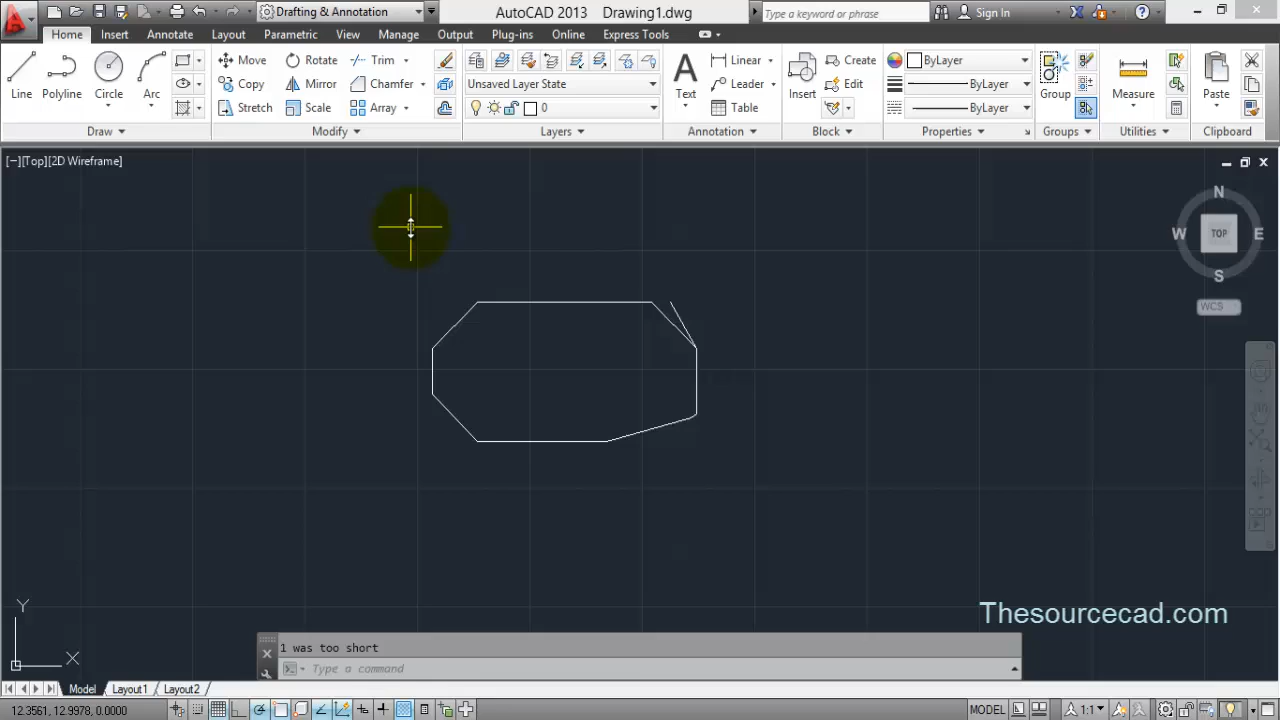 Drafting & Annotation
AutoCAD 2013 Drawing1.dwg
Type a keyword or phrase
Sign In
Home Insert Annotate Layout Parametric View Manage Output Plug-ins Online Express Tools
Line
Polyline
Circle
Arc
Draw
Move Rotate Trim
Copy Mirror Chamfer
Stretch Scale Array
Modify
Unsaved Layer State
0
Layers
Text
Linear
Leader
Table
Annotation
Insert
Create
Edit
Block
ByLayer
ByLayer
ByLayer
Properties
Group
Groups
Measure
Utilities
Paste
Clipboard
[−][Top][2D Wireframe]
N
W TOP E
S
WCS
Thesourcecad.com
Y
X
1 was too short
Type a command
Model Layout1 Layout2
12.3561, 12.9978, 0.0000
MODEL
1:1